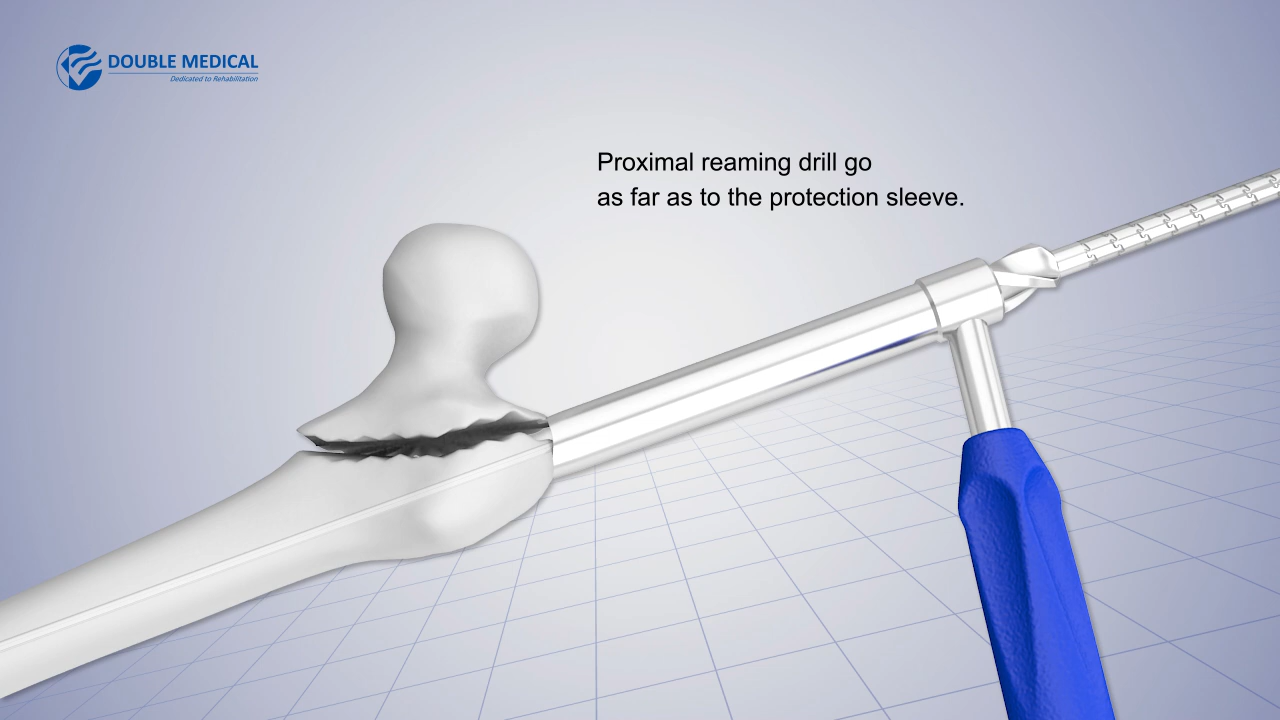 DOUBLE MEDICAL
Dedicated to Rehabilitation
Proximal reaming drill go
as far as to the protection sleeve.